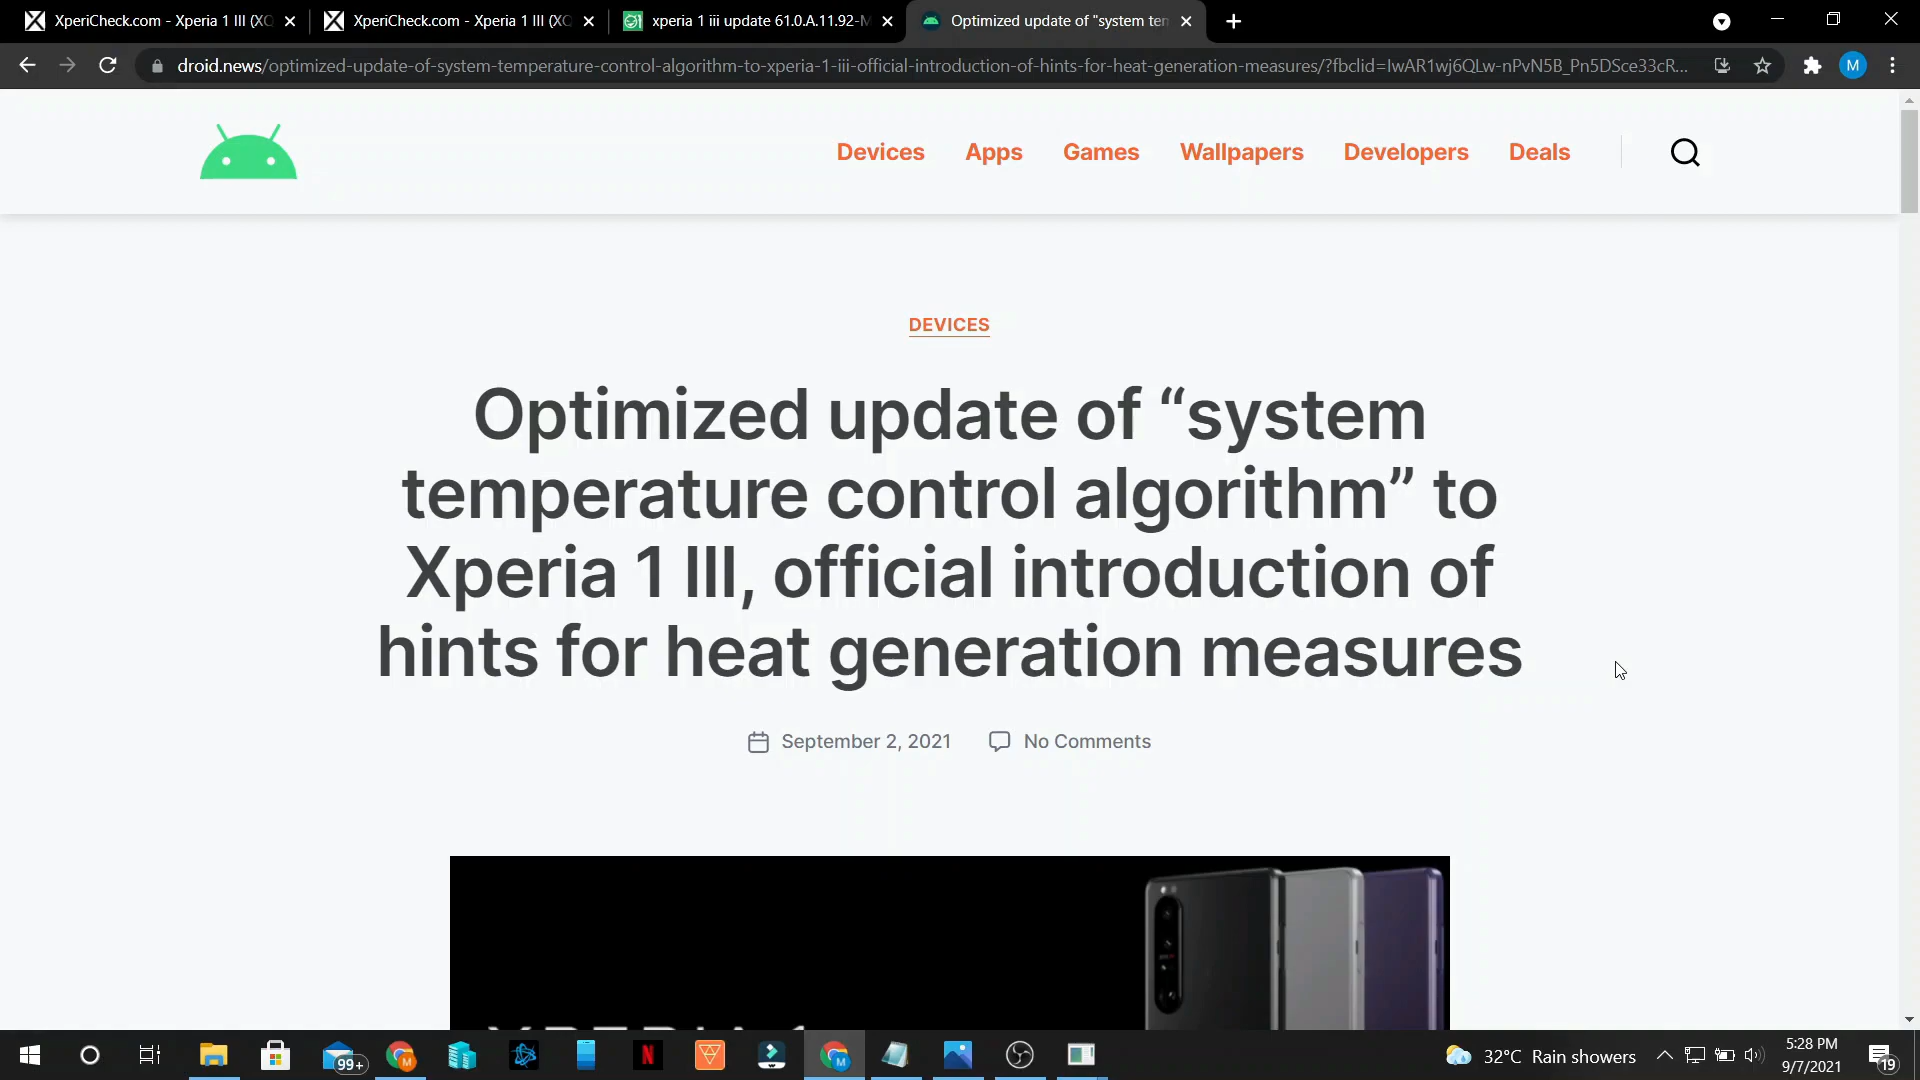 XperiCheck.com - Xperia 1 III (XQ
XperiCheck.com - Xperia 1 III (XQ
xperia 1 iii update 61.0.A.11.92-
Optimized update of "system ten
droid.news/optimized-update-of-system-temperature-control-algorithm-to-xperia-1-iii-official-introduction-of-hints-for-heat-generation-measures/?fbclid=IwAR1wj6QLw-nPvN5B_Pn5DSce33cR...
M
Devices
Apps
Games
Wallpapers
Developers
Deals
DEVICES
Optimized update of “system
temperature control algorithm” to
Xperia 1 III, official introduction of
hints for heat generation measures
September 2, 2021
No Comments
99+
32°C Rain showers
5:28 PM
9/7/2021
19